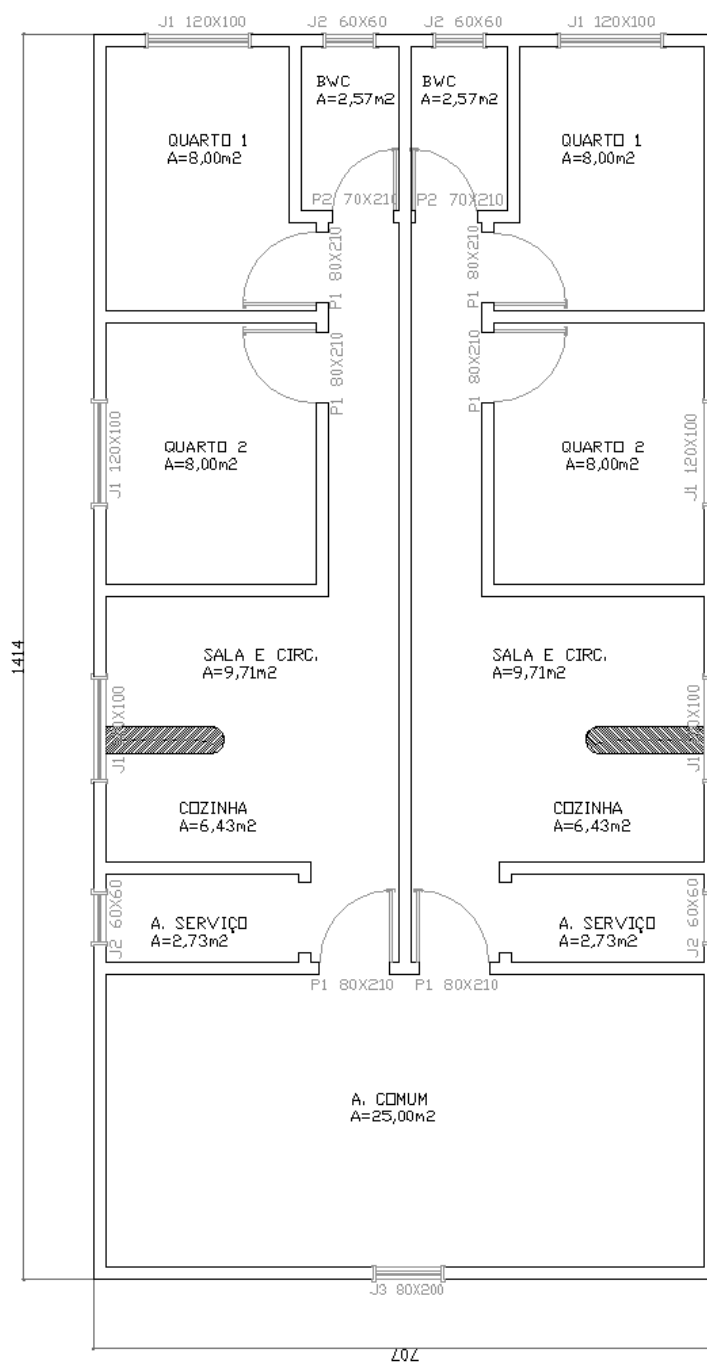 J1 120X100
J2 60X60
J2 60X60
J1 120X100
BWC
A=2,57m2
BWC
A=2,57m2
QUARTO 1
A=8,00m2
QUARTO 1
A=8,00m2
P2 70X210
P2 70X210
P1 80X210
P1 80X210
P1 80X210
P1 80X210
J1 120X100
QUARTO 2
A=8,00m2
QUARTO 2
A=8,00m2
J1 120X100
1414
SALA E CIRC.
A=9,71m2
SALA E CIRC.
A=9,71m2
J1 120X100
J1 120X100
COZINHA
A=6,43m2
COZINHA
A=6,43m2
J2 60X60
A. SERVIÇO
A=2,73m2
A. SERVIÇO
A=2,73m2
J2 60X60
P1 80X210
P1 80X210
A. COMUM
A=25,00m2
J3 80X200
707